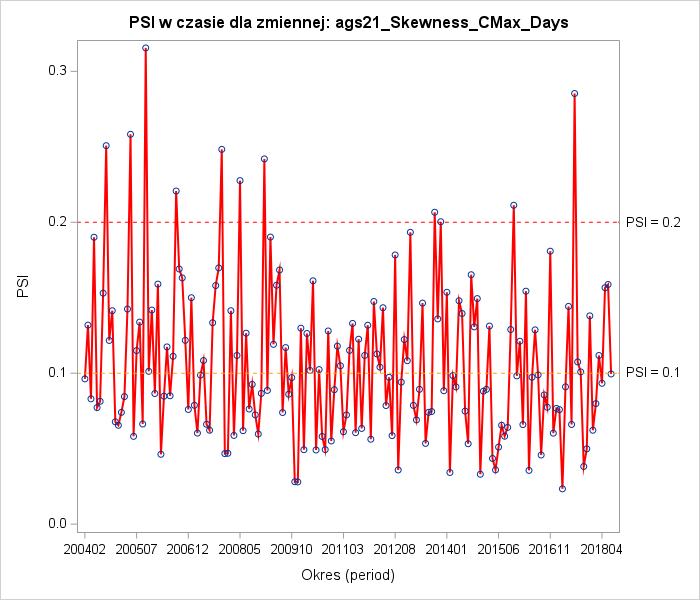 PSI w czasie dla zmiennej: ags21_Skewness_CMax_Days
0.3
0.2
PSI = 0.2
PSI
0.1
PSI = 0.1
0.0
200402 200507 200612 200805 200910 201103 201208 201401 201506 201611 201804
Okres (period)